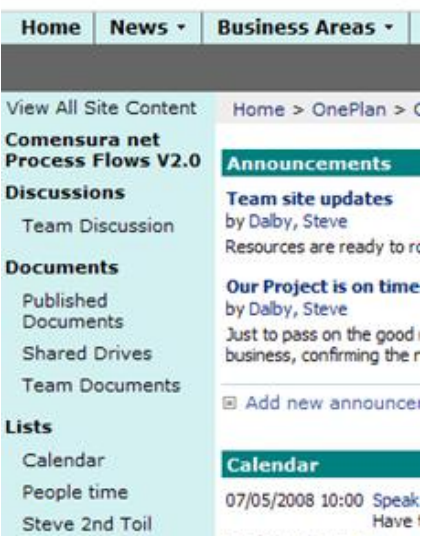 Home
News
Business Areas
View All Site Content
Comensura net
Process Flows V2.0
Discussions
Team Discussion
Documents
Published
Documents
Shared Drives
Team Documents
Lists
Calendar
People time
Steve 2nd Toil
Home > OnePlan >
Announcements
Team site updates
by Dalby, Steve
Resources are ready to
Our Project is on time
by Dalby, Steve
Just to pass on the good
business, confirming the
Add new
Calendar
07/05/2008 10:00 Speak
Have